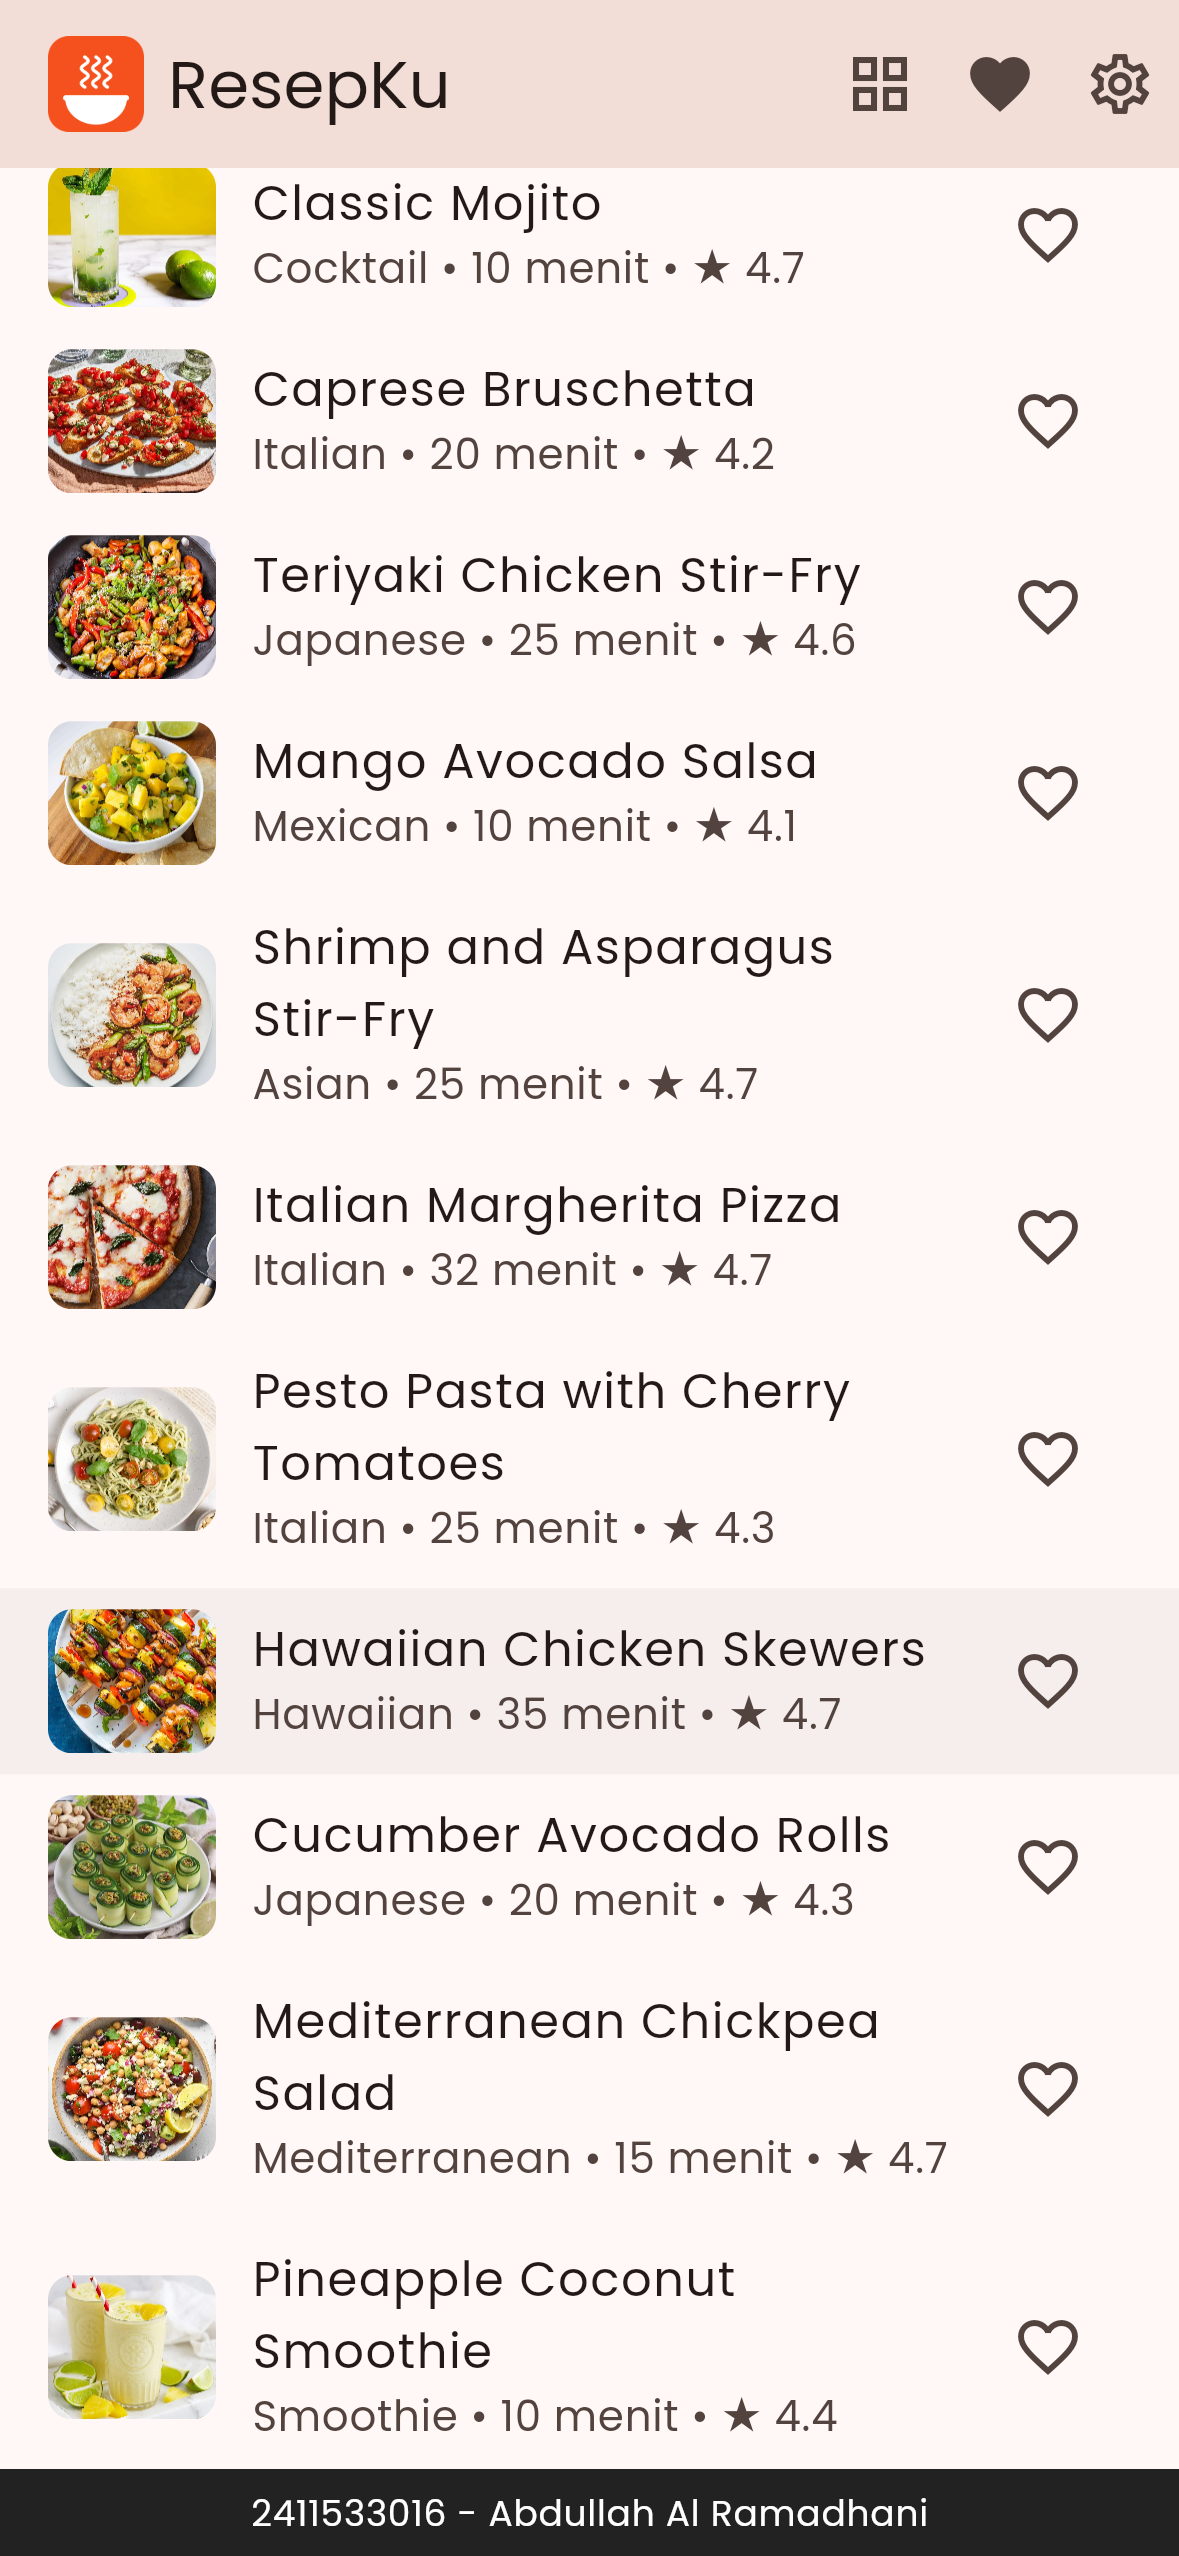 ResepKu
Classic Mojito
Cocktail • 10 menit • ★ 4.7
Caprese Bruschetta
Italian • 20 menit • ★ 4.2
Teriyaki Chicken Stir-Fry
Japanese • 25 menit • ★ 4.6
Mango Avocado Salsa
Mexican • 10 menit • ★ 4.1
Shrimp and Asparagus
Stir-Fry
Asian • 25 menit • ★ 4.7
Italian Margherita Pizza
Italian • 32 menit • ★ 4.7
Pesto Pasta with Cherry
Tomatoes
Italian • 25 menit • ★ 4.3
Hawaiian Chicken Skewers
Hawaiian • 35 menit • ★ 4.7
Cucumber Avocado Rolls
Japanese • 20 menit • ★ 4.3
Mediterranean Chickpea
Salad
Mediterranean • 15 menit • ★ 4.7
Pineapple Coconut
Smoothie
Smoothie • 10 menit • ★ 4.4
2411533016 - Abdullah Al Ramadhani